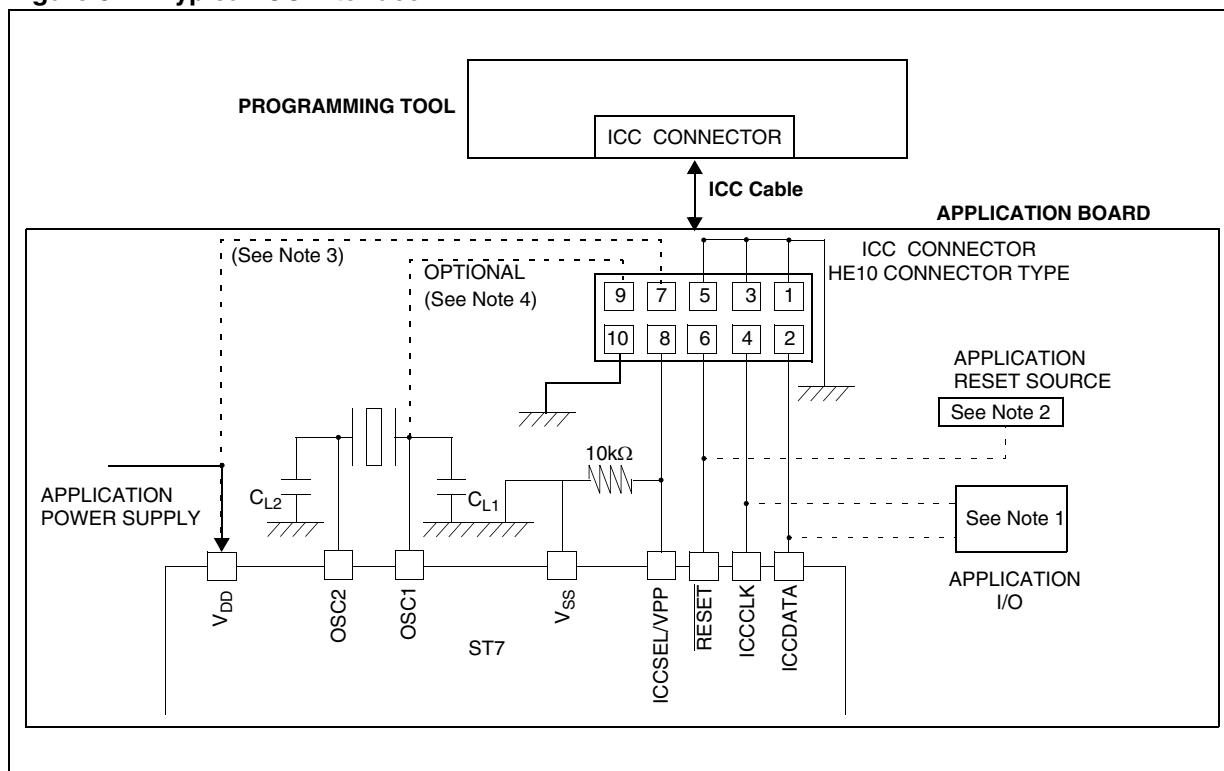 PROGRAMMING TOOL
ICC CONNECTOR
ICC Cable
APPLICATION BOARD
(See Note 3)
OPTIONAL
(See Note 4)
ICC CONNECTOR
HE10 CONNECTOR TYPE
9 7 5 3 1
10 8 6 4 2
APPLICATION
RESET SOURCE
See Note 2
10kΩ
APPLICATION
POWER SUPPLY
CL2
CL1
See Note 1
APPLICATION
I/O
VDD
OSC2
OSC1
VSS
ICCSEL/VPP
RESET
ICCCLK
ICCDATA
ST7